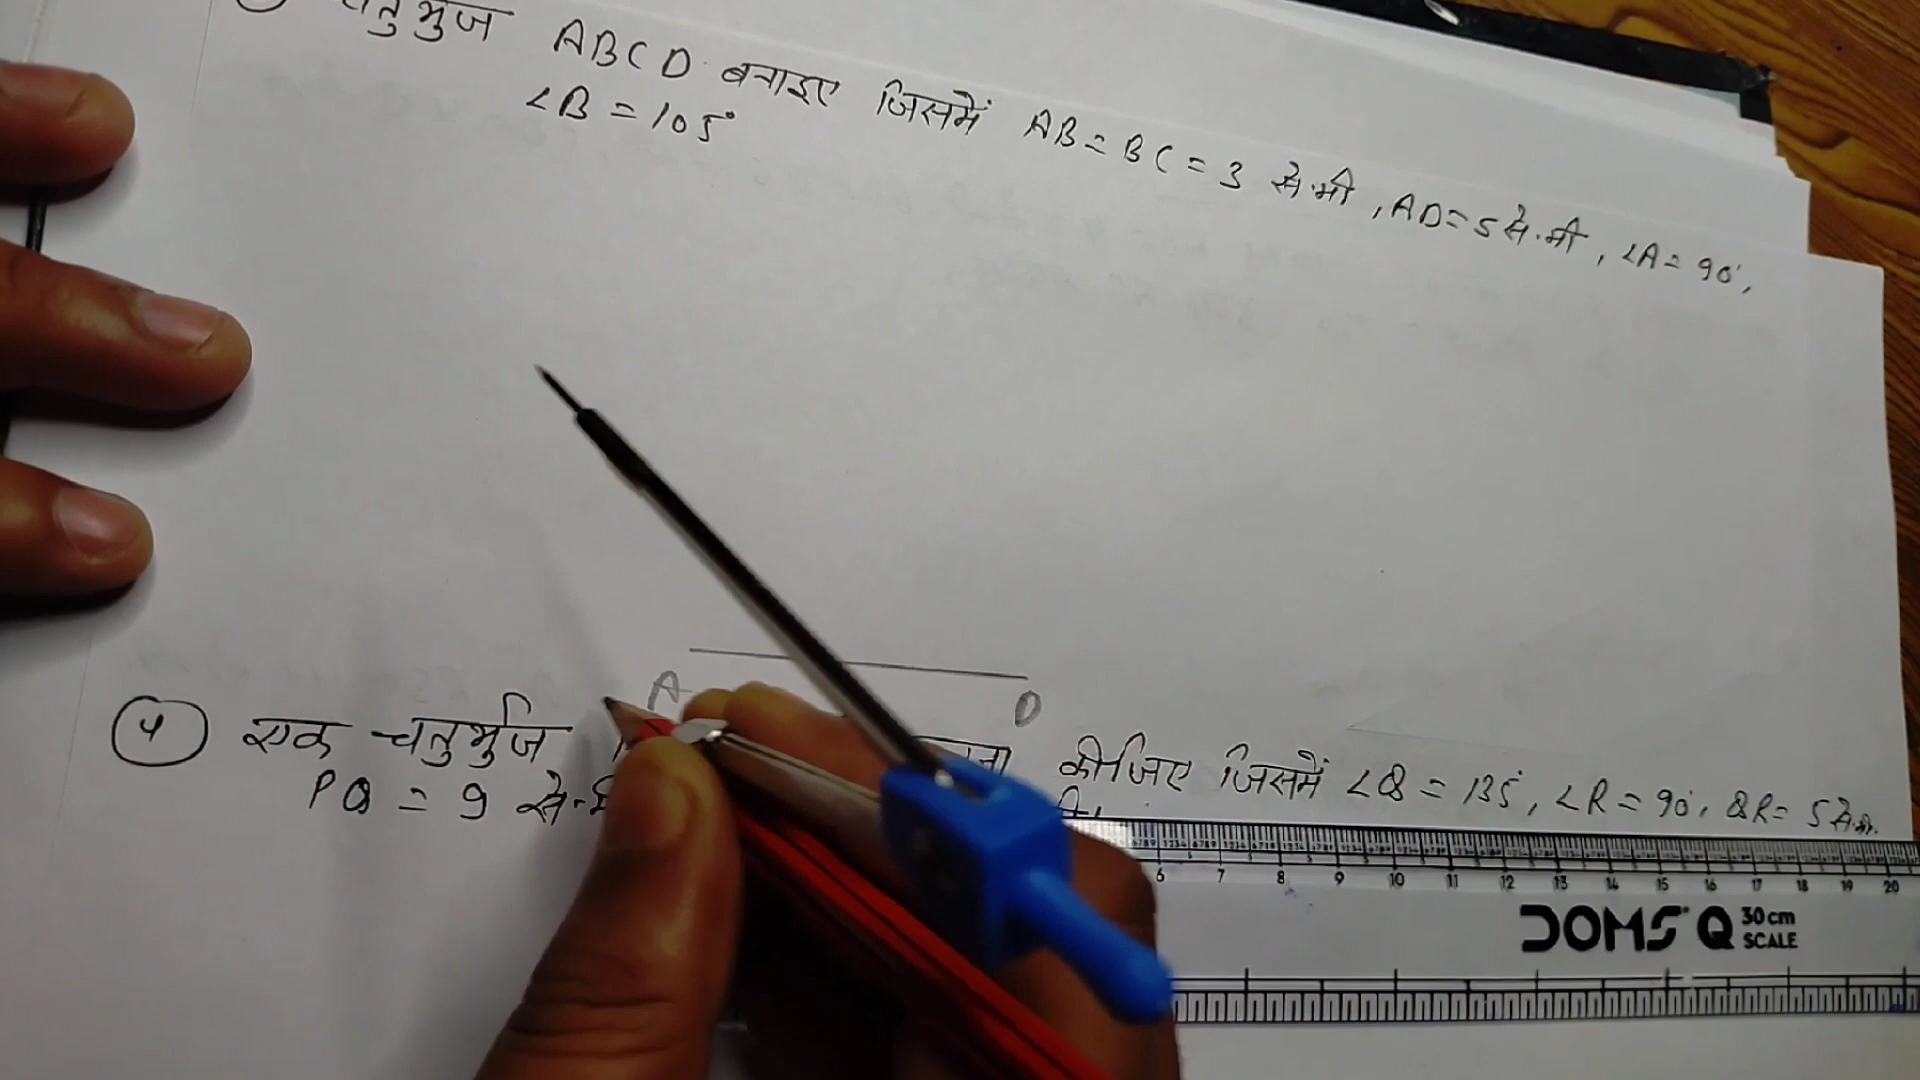 चतुर्भुज ABCD बनाइए जिसमें AB = BC = 3 से.मी, AD = 5 से.मी, ∠A = 90°,
∠B = 105°
A D
4 एक चतुर्भुज कीजिए जिसमें ∠Q = 135°, ∠R = 90°, QR = 5 से.मी.
PQ = 9 से.
6 7 8 9 10 11 12 13 14 15 16 17 18 19 20
DOMS Q 30 cm
SCALE